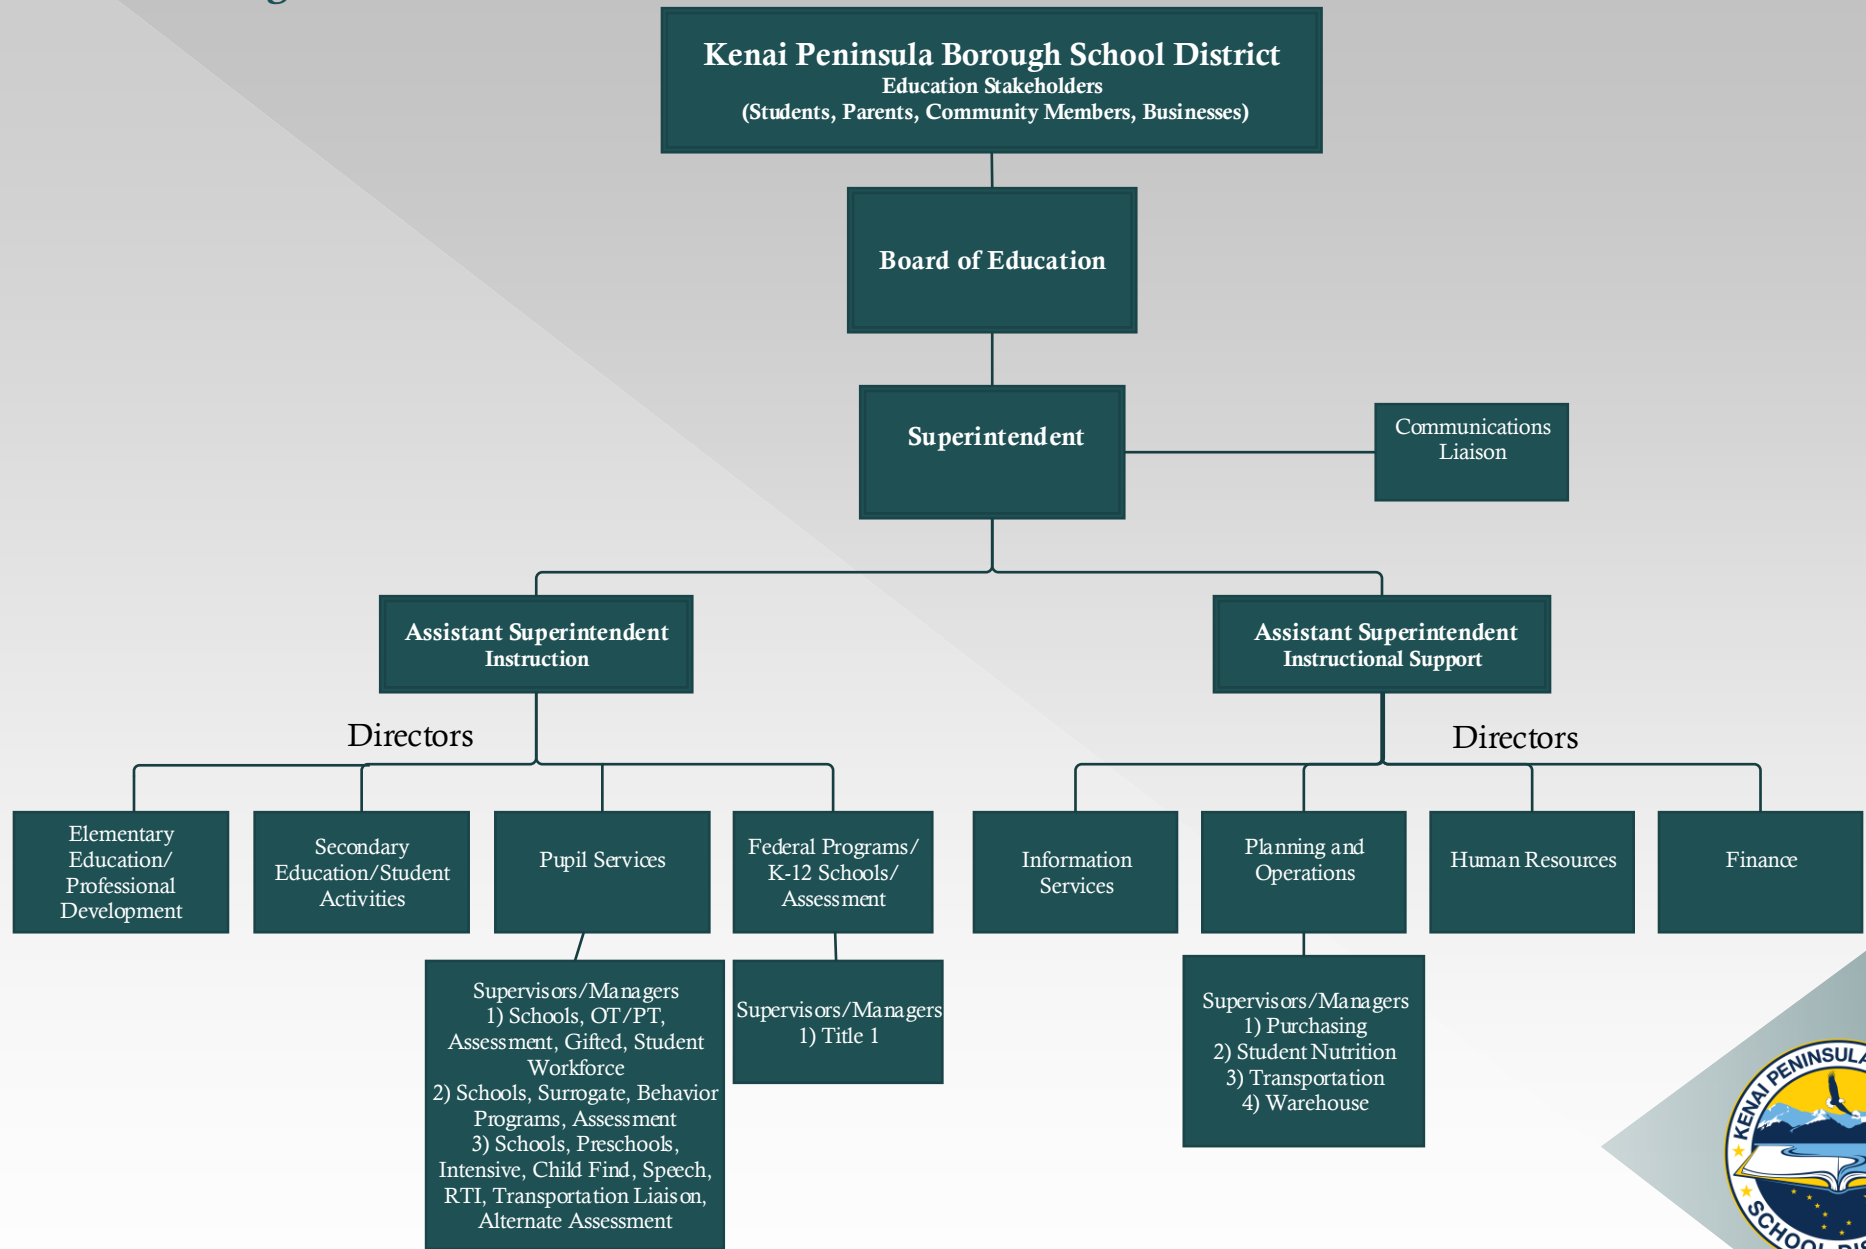 Kenai Peninsula Borough School District
Education Stakeholders
(Students, Parents, Community Members, Businesses)
Board of Education
Superintendent
Communications
Liaison
Assistant Superintendent
Instruction
Assistant Superintendent
Instructional Support
Directors
Directors
Elementary
Education/
Professional
Development
Secondary
Education/Student
Activities
Pupil Services
Federal Programs/
K-12 Schools/
Assessment
Information
Services
Planning and
Operations
Human Resources
Finance
Supervisors/Managers
1) Schools, OT/PT,
Assessment, Gifted, Student
Workforce
2) Schools, Surrogate, Behavior
Programs, Assessment
3) Schools, Preschools,
Intensive, Child Find, Speech,
RTI, Transportation Liaison,
Alternate Assessment
Supervisors/Managers
1) Title 1
Supervisors/Managers
1) Purchasing
2) Student Nutrition
3) Transportation
4) Warehouse
KENAI PENINSULA
SCHOOL